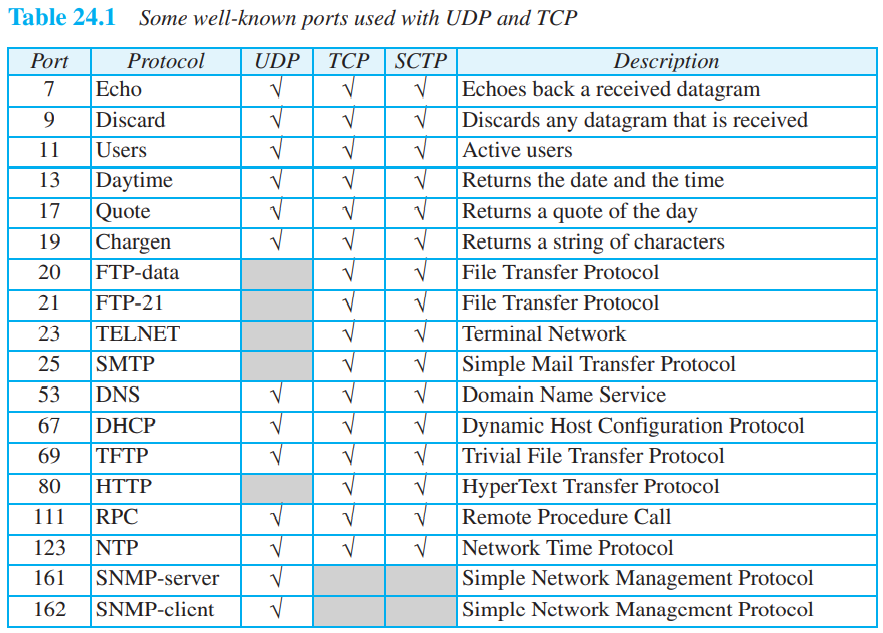 Table 24.1 Some well-known ports used with UDP and TCP
Port Protocol UDP TCP SCTP Description
7 Echo √ √ √ Echoes back a received datagram
9 Discard √ √ √ Discards any datagram that is received
11 Users √ √ √ Active users
13 Daytime √ √ √ Returns the date and the time
17 Quote √ √ √ Returns a quote of the day
19 Chargen √ √ √ Returns a string of characters
20 FTP-data √ √ File Transfer Protocol
21 FTP-21 √ √ File Transfer Protocol
23 TELNET √ √ Terminal Network
25 SMTP √ √ Simple Mail Transfer Protocol
53 DNS √ √ √ Domain Name Service
67 DHCP √ √ √ Dynamic Host Configuration Protocol
69 TFTP √ √ √ Trivial File Transfer Protocol
80 HTTP √ √ HyperText Transfer Protocol
111 RPC √ √ √ Remote Procedure Call
123 NTP √ √ √ Network Time Protocol
161 SNMP-server √ Simple Network Management Protocol
162 SNMP-client √ Simple Network Management Protocol